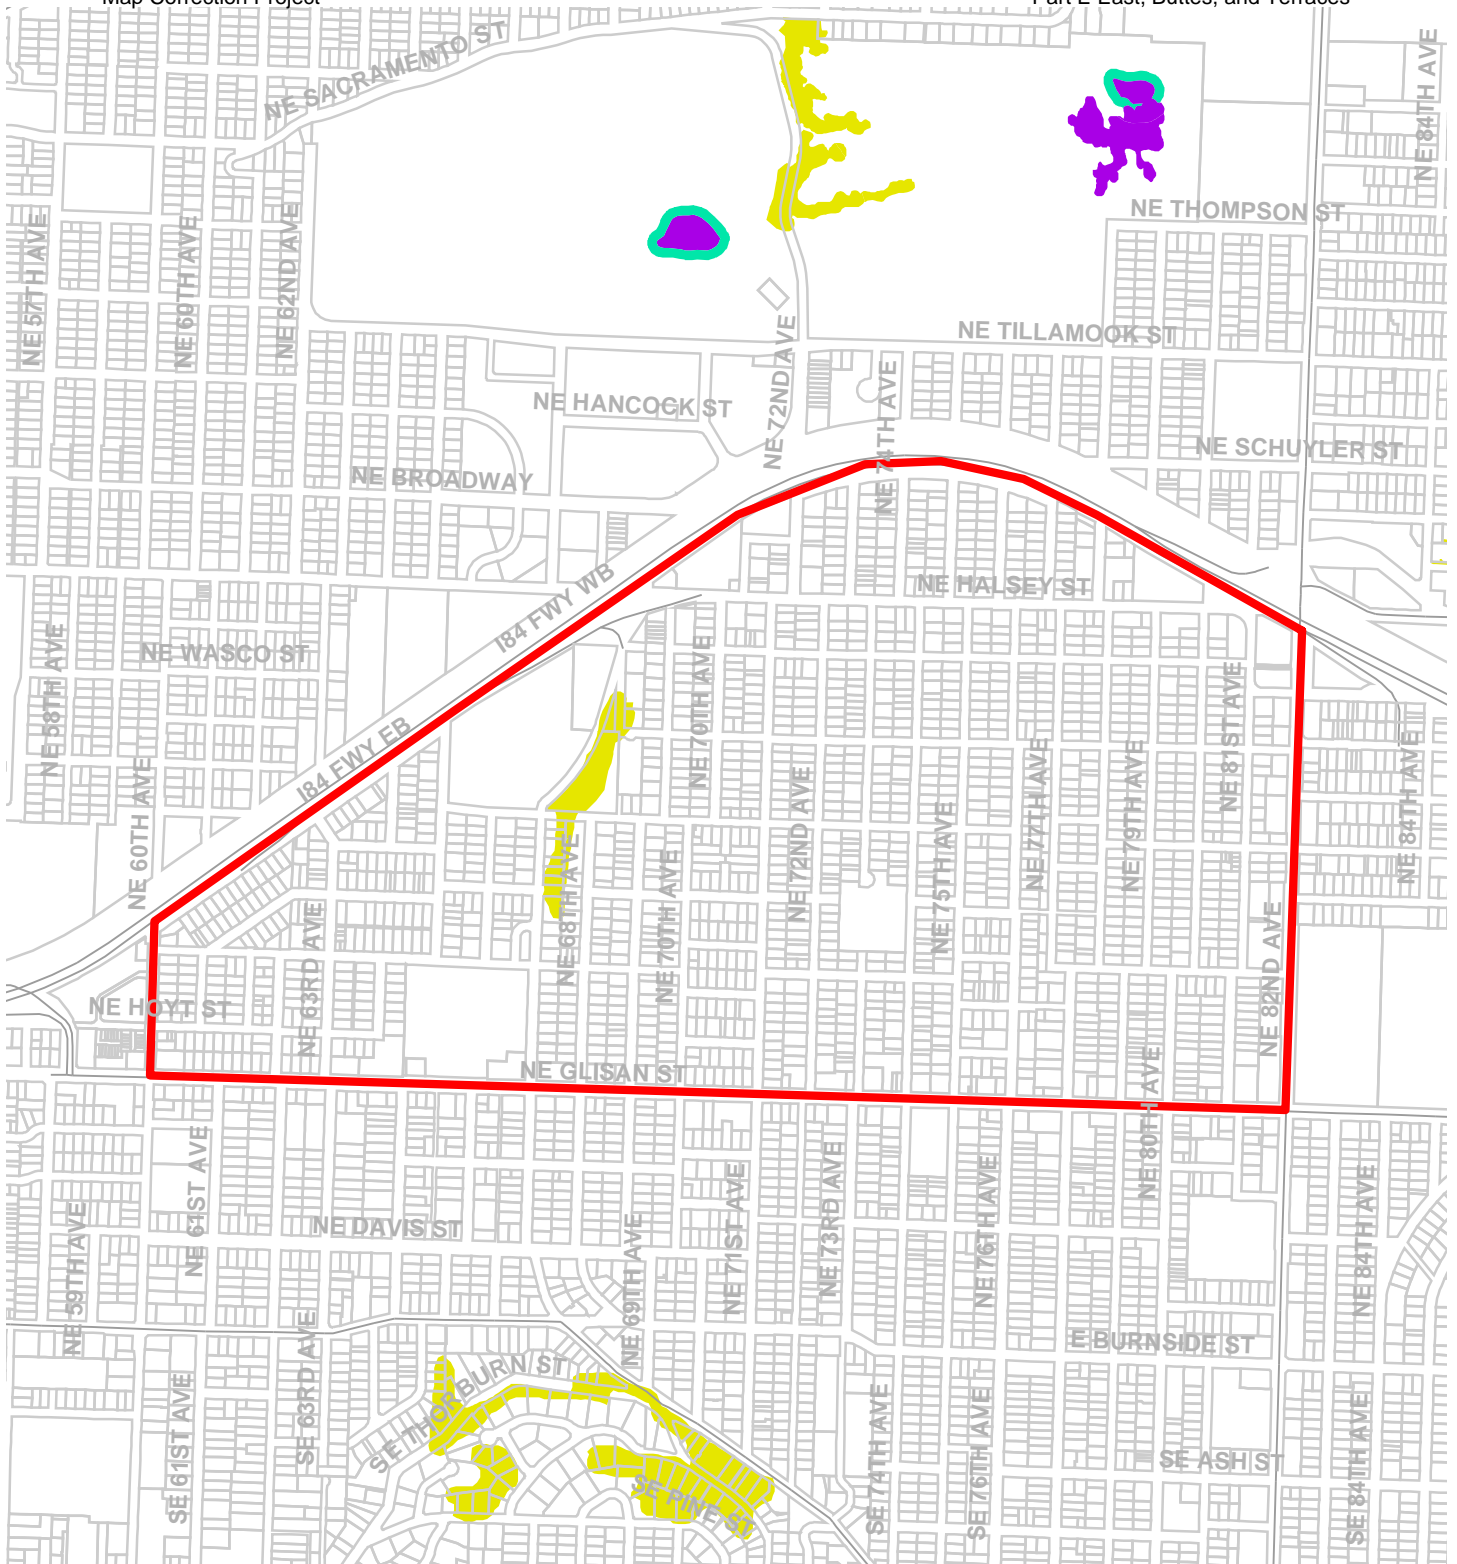 Map Correction Project
Part E East, Buttes, and Terraces
NE SACRAMENTO ST
NE 84TH AVE
NE THOMPSON ST
NE 57TH AVE
NE 60TH AVE
NE 62ND AVE
NE TILLAMOOK ST
NE 72ND AVE
NE 74TH AVE
NE HANCOCK ST
NE SCHUYLER ST
NE BROADWAY
I84 FWY WB
NE HALSEY ST
NE WASCO ST
NE 58TH AVE
NE 70TH AVE
NE 81ST AVE
I84 FWY EB
NE 60TH AVE
NE 72ND AVE
NE 77TH AVE
NE 79TH AVE
NE 84TH AVE
NE 75TH AVE
NE 68TH AVE
NE 70TH AVE
NE 63RD AVE
NE 82ND AVE
NE HOYT ST
NE GLISAN ST
NE 80TH AVE
NE 61ST AVE
NE 71ST AVE
NE 73RD AVE
NE 76TH AVE
NE 84TH AVE
NE DAVIS ST
NE 59TH AVE
NE 69TH AVE
E BURNSIDE ST
SE THORBURN ST
SE 63RD AVE
SE 61ST AVE
SE 74TH AVE
SE 76TH AVE
SE 84TH AVE
SE ASH ST
SE PINE ST